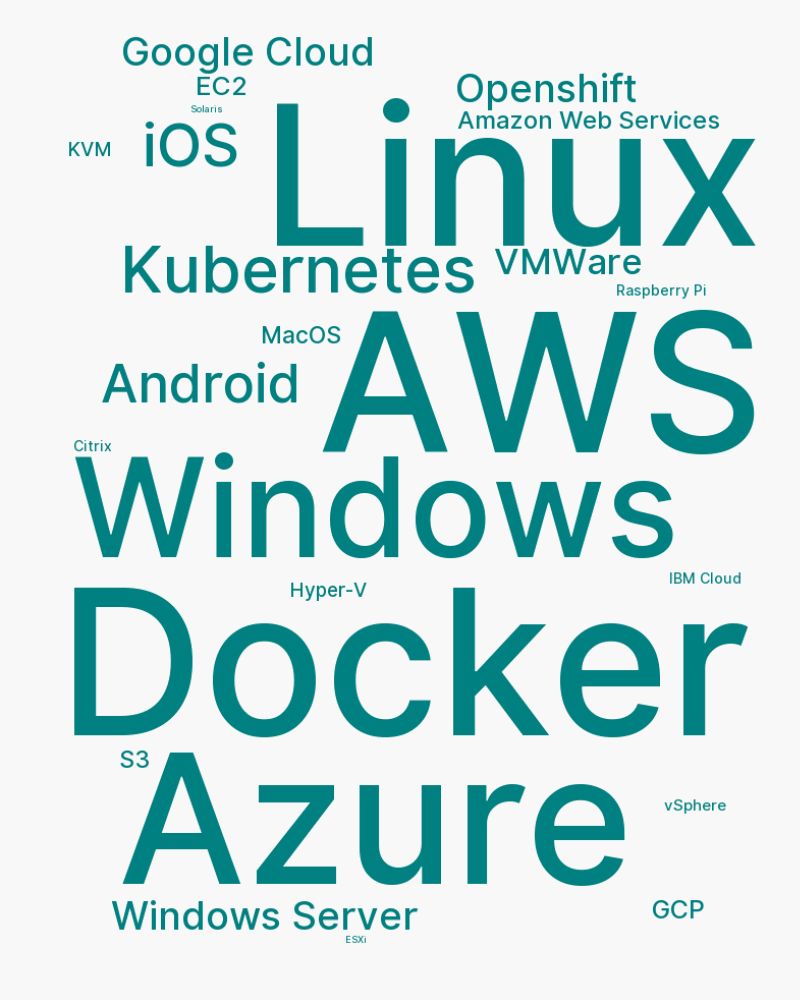 Google Cloud
EC2
Openshift
Solaris
Amazon Web Services
KVM
iOS
Linux
Kubernetes
VMWare
Raspberry Pi
MacOS
AWS
Android
Citrix
Windows
IBM Cloud
Hyper-V
Docker
S3
Azure
vSphere
Windows Server
GCP
ESXi